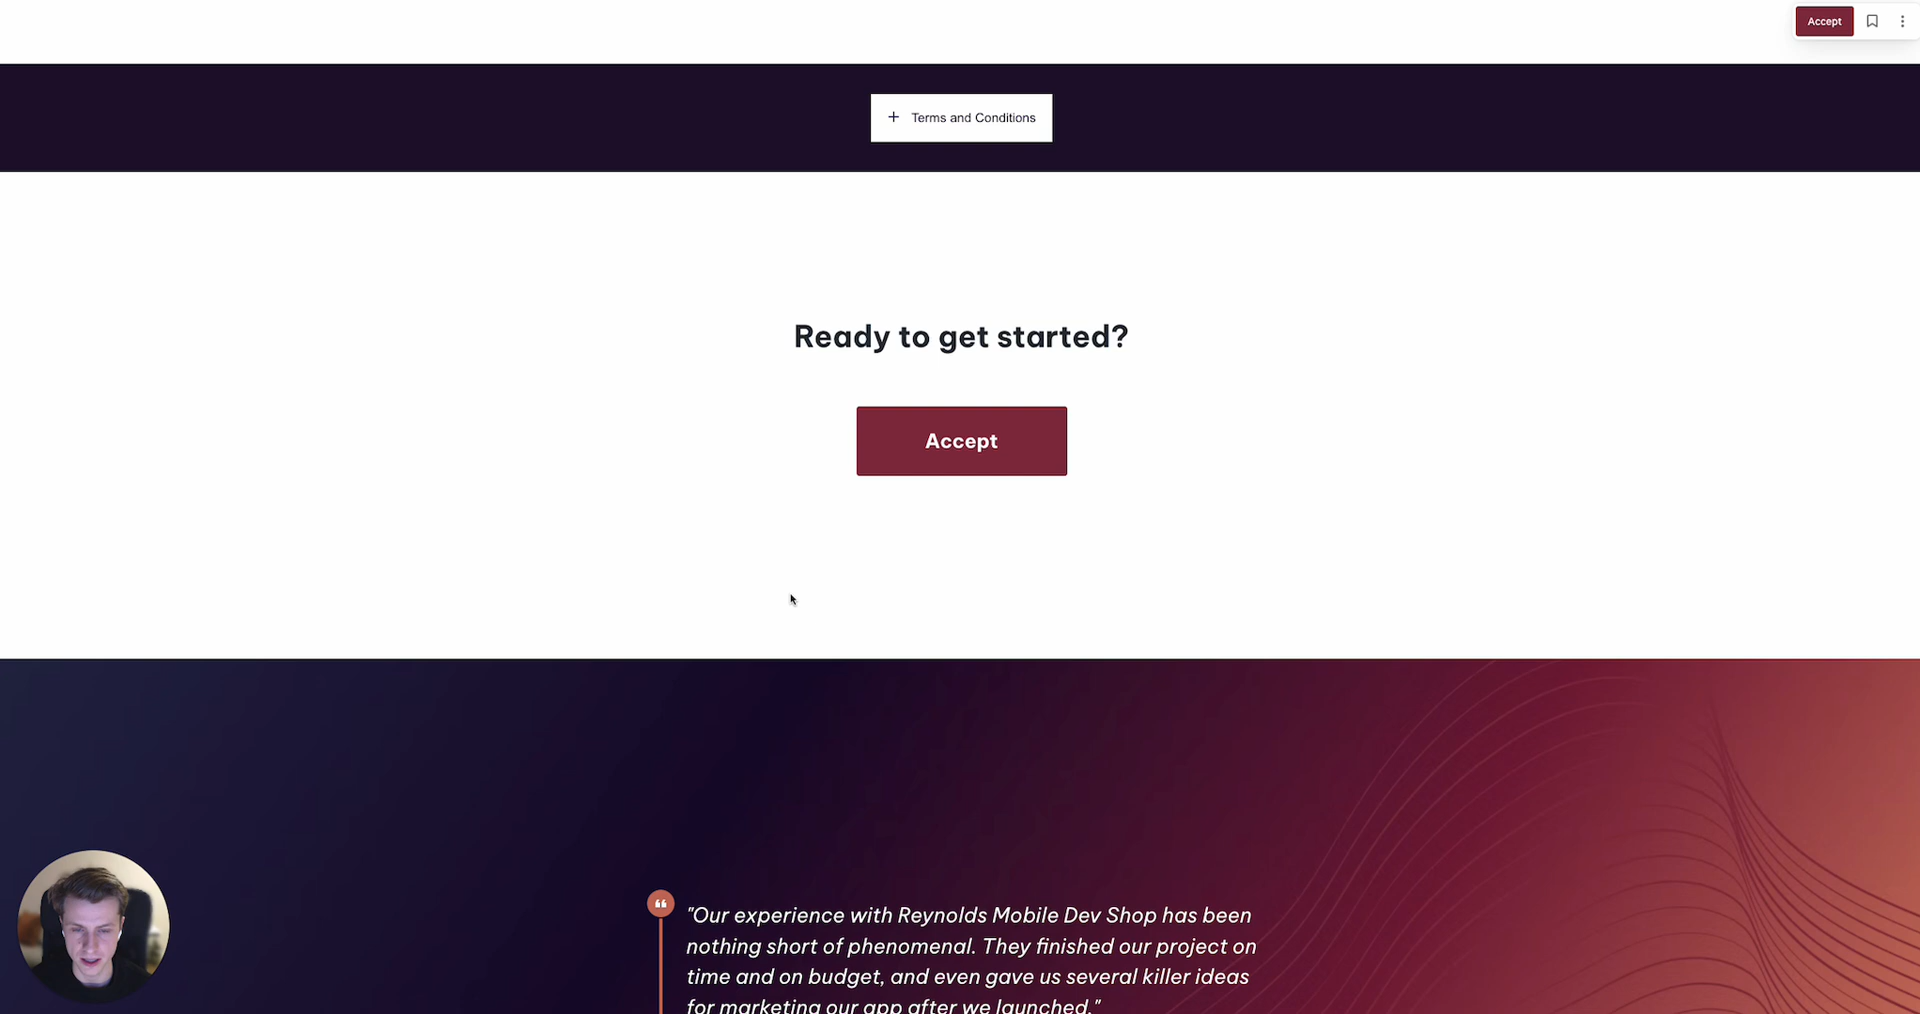 Accept
+ Terms and Conditions
Ready to get started?
Accept
"Our experience with Reynolds Mobile Dev Shop has been
nothing short of phenomenal. They finished our project on
time and on budget, and even gave us several killer ideas
for marketing our app after we launched."